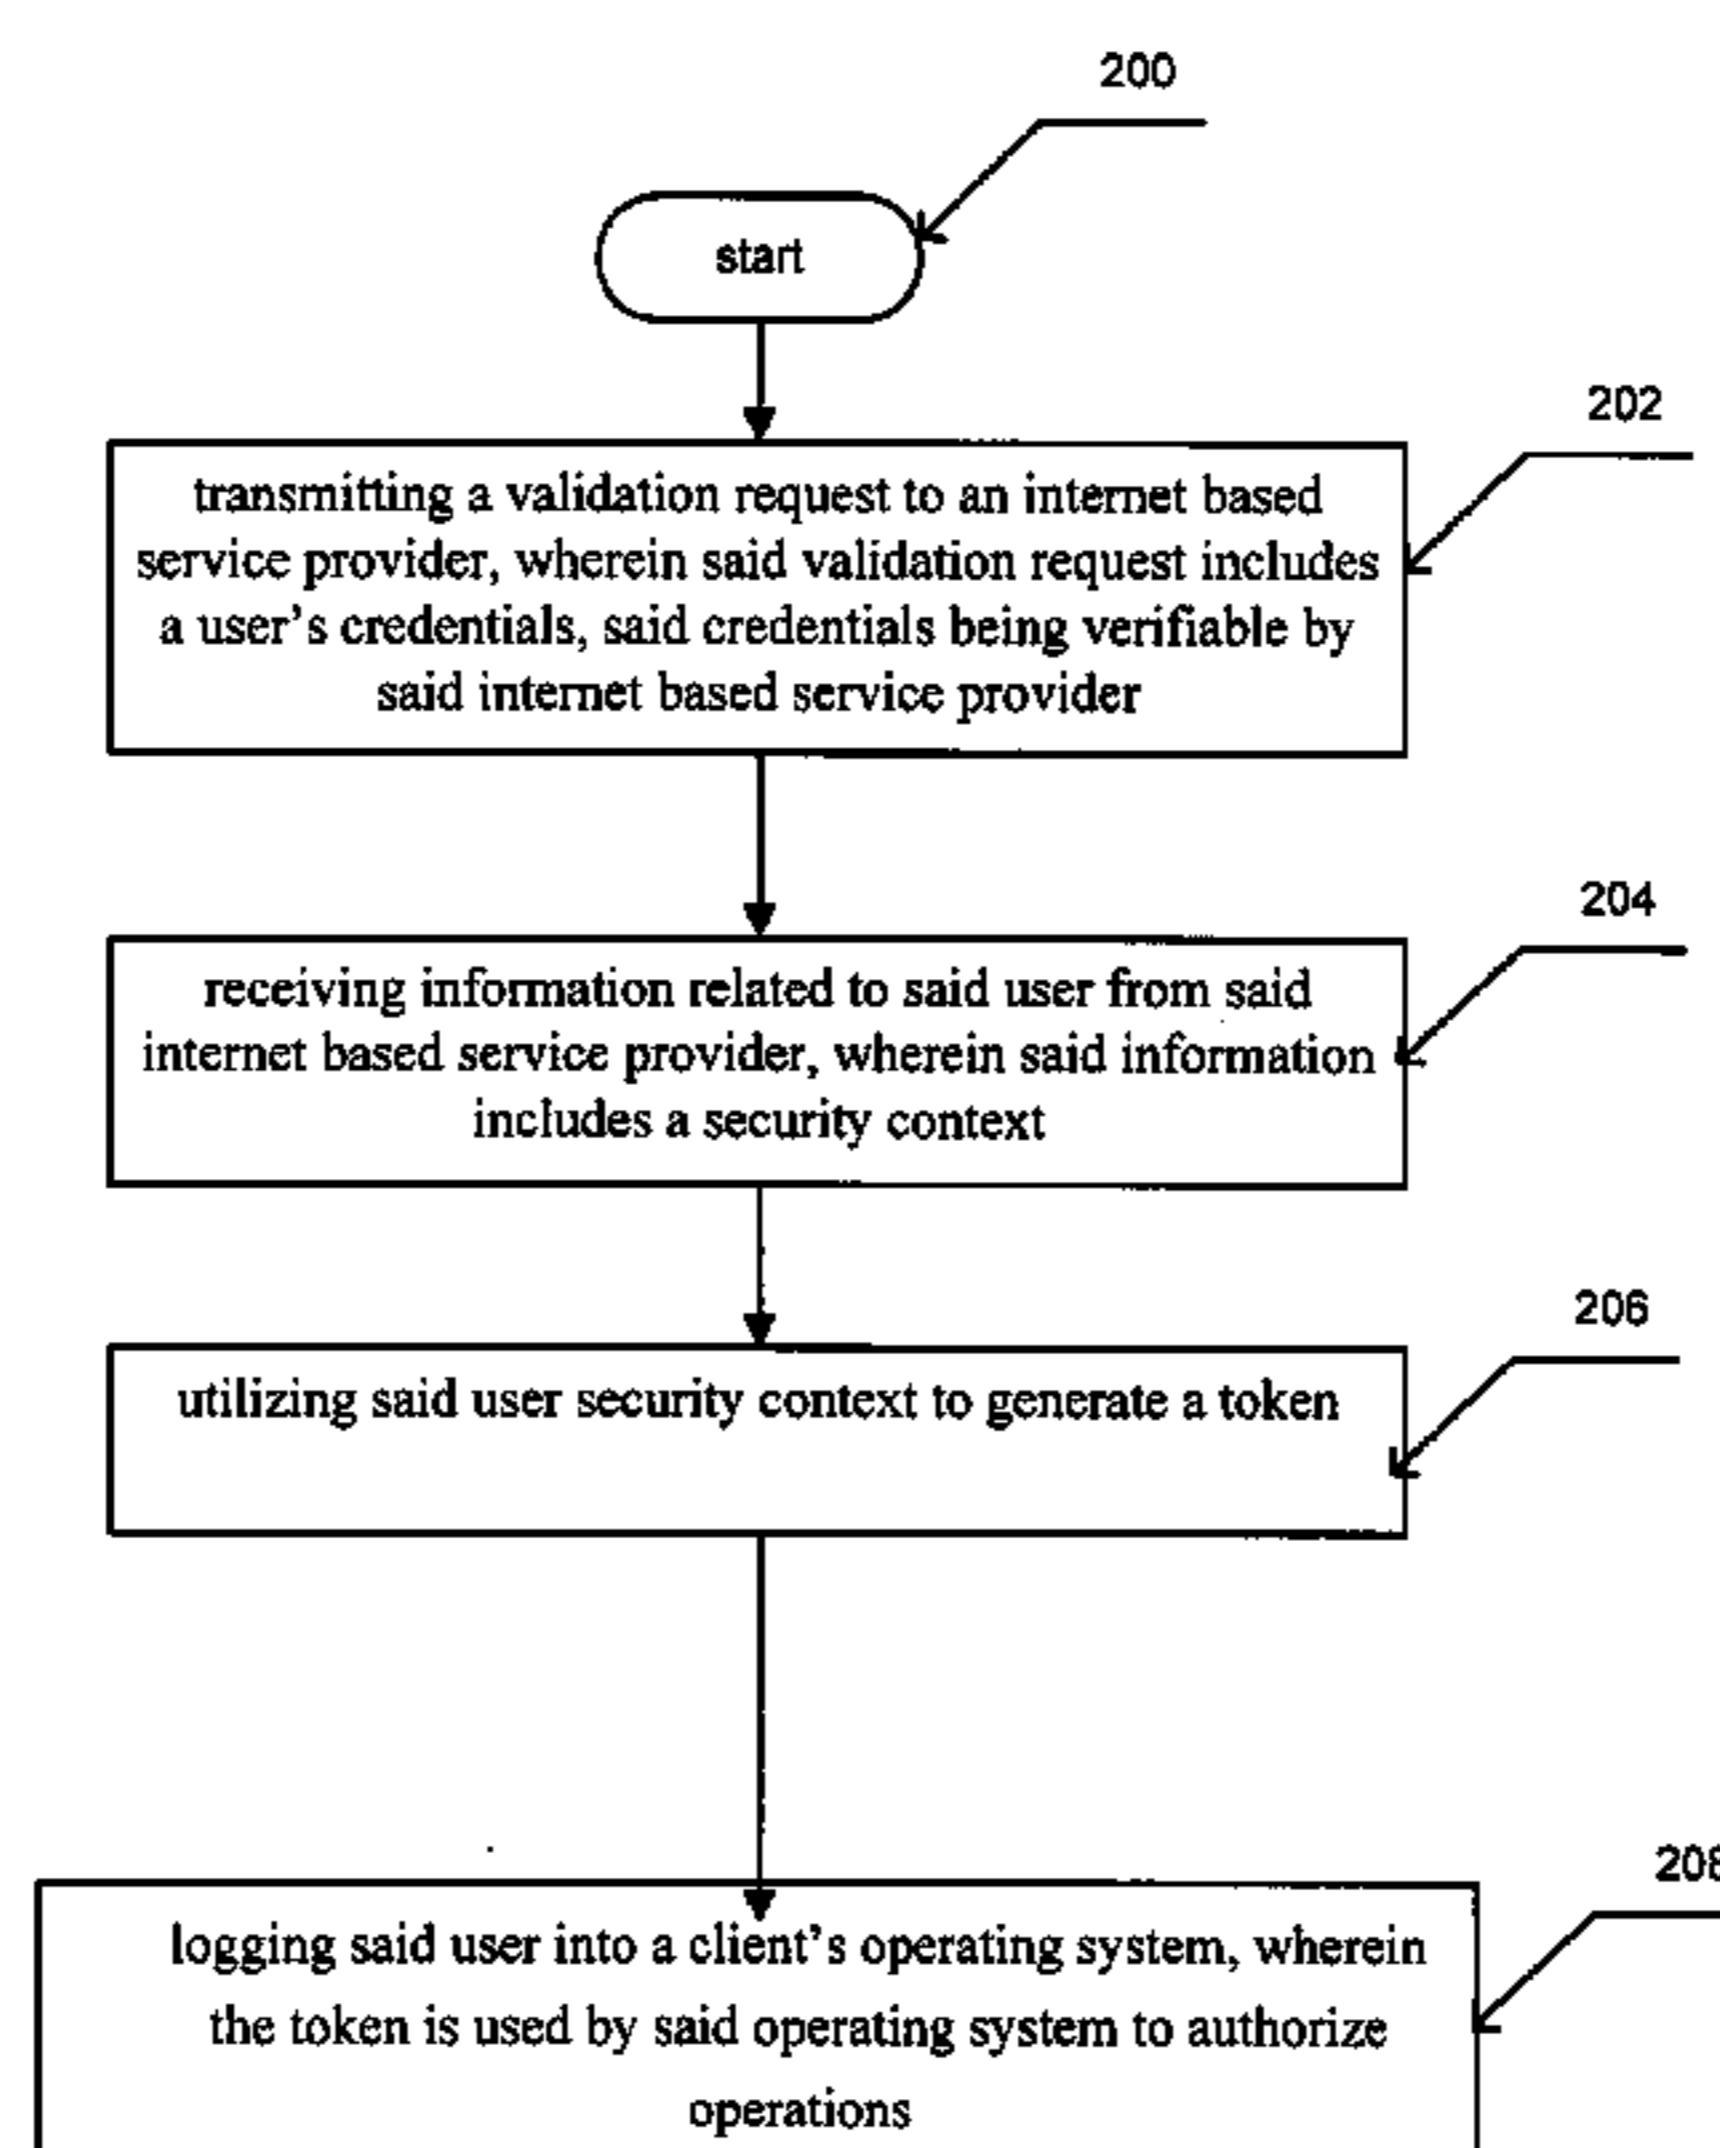 200
start
202
transmitting a validation request to an internet based
service provider, wherein said validation request includes
a user's credentials, said credentials being verifiable by
said internet based service provider
204
receiving information related to said user from said
internet based service provider, wherein said information
includes a security context
206
utilizing said user security context to generate a token
208
logging said user into a client's operating system, wherein
the token is used by said operating system to authorize
operations